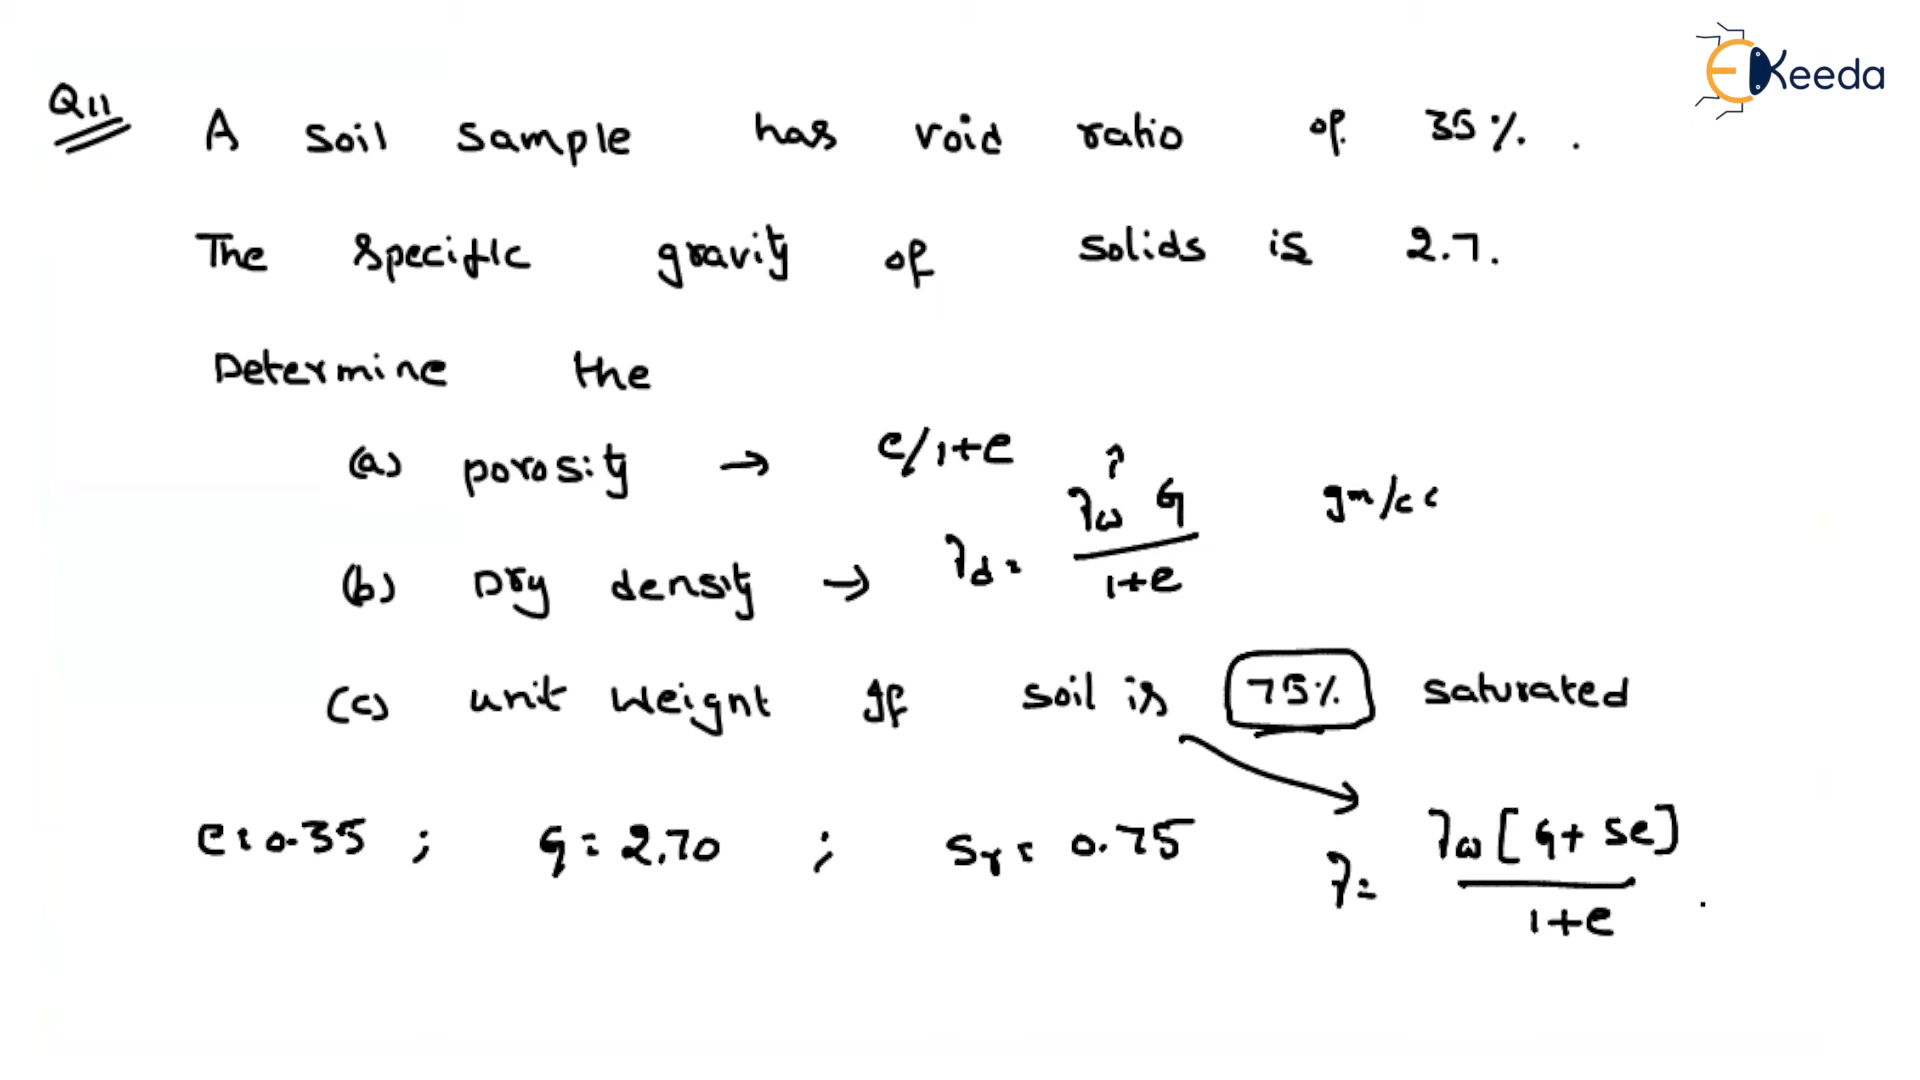 EKeeda
Q11 A soil sample has void ratio of 35%.
The specific gravity of solids is 2.7.
Determine the
(a) porosity → e/1+e
(b) Dry density → γd = γω G / 1+e gm/cc
(c) unit weight If soil is 75% saturated
e = 0.35 ; G = 2.70 ; Sr = 0.75
γ = γω [G + Se] / 1+e